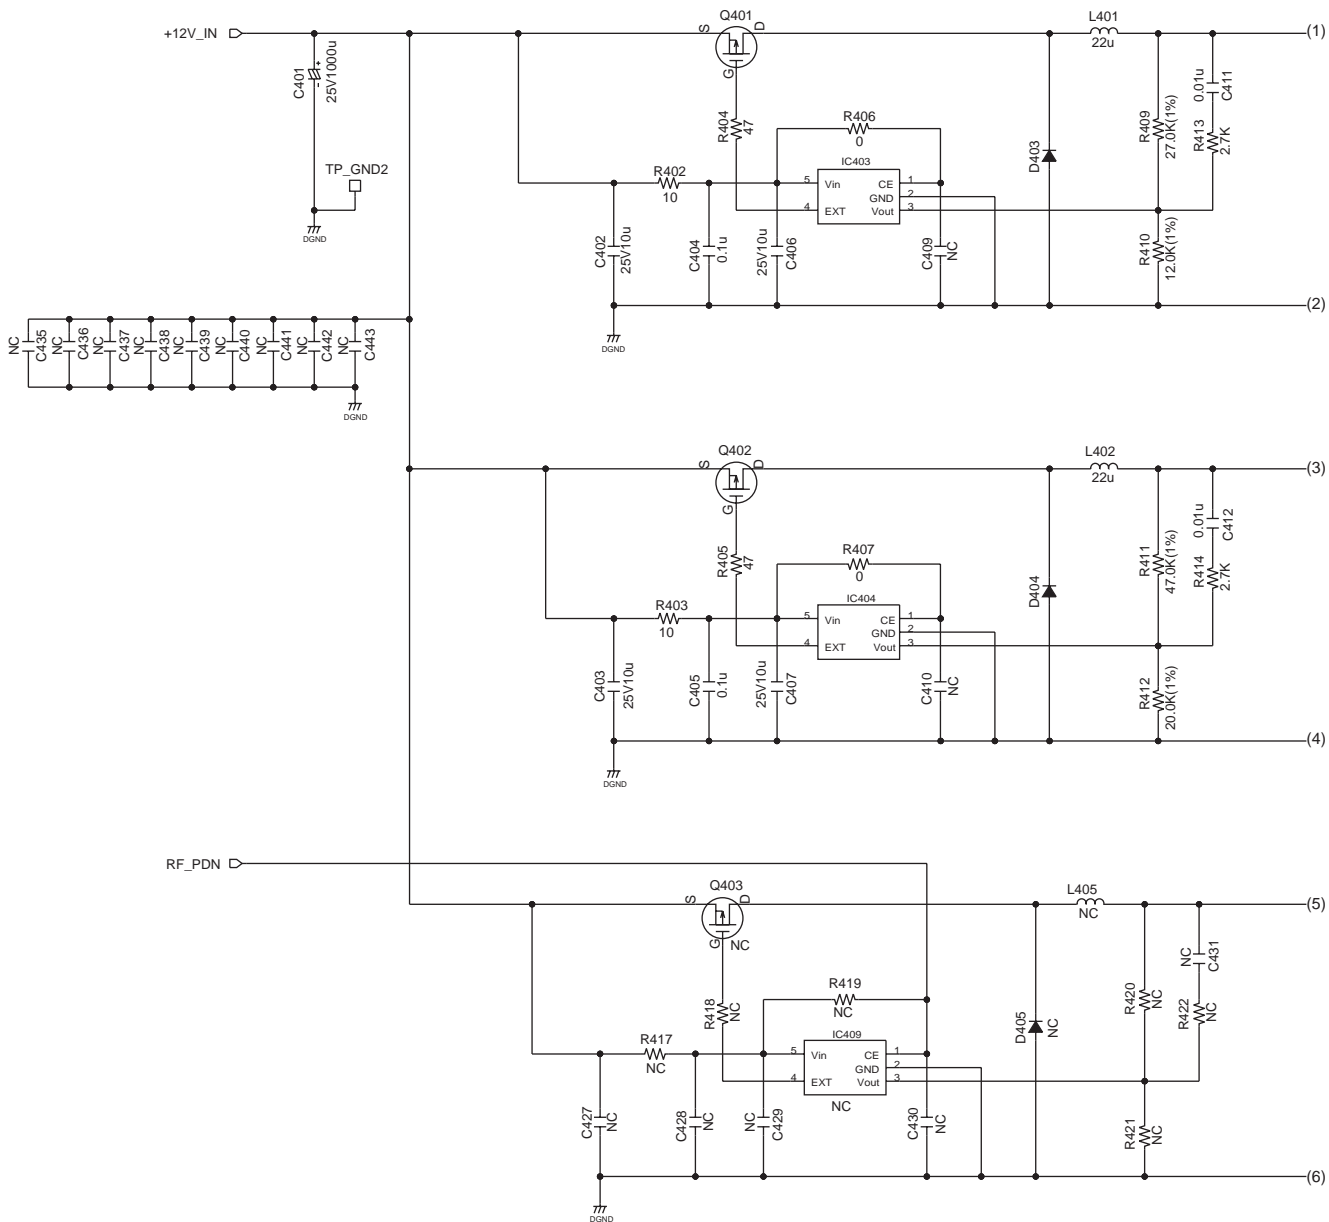 +12V_IN
C401
25V1000u
+
-
TP_GND2
DGND
Q401
S
D
G
R404
47
R406
0
IC403
Vin
EXT
CE
GND
Vout
5
4
1
2
3
R402
10
C402
25V10u
C404
0.1u
25V10u
C406
C409
NC
DGND
D403
L401
22u
R409
27.0K(1%)
0.01u
C411
R413
2.7K
R410
12.0K(1%)
(1)
(2)
NC
C435
NC
C436
NC
C437
NC
C438
NC
C439
NC
C440
NC
C441
NC
C442
NC
C443
DGND
Q402
S
D
G
R405
47
R407
0
IC404
Vin
EXT
CE
GND
Vout
5
4
1
2
3
R403
10
C403
25V10u
C405
0.1u
25V10u
C407
C410
NC
DGND
D404
L402
22u
R411
47.0K(1%)
0.01u
C412
R414
2.7K
R412
20.0K(1%)
(3)
(4)
RF_PDN
Q403
S
D
G
NC
R418
NC
R419
NC
IC409
Vin
EXT
CE
GND
Vout
5
4
1
2
3
NC
R417
NC
C427
NC
C428
NC
NC
C429
C430
NC
DGND
D405
NC
L405
NC
R420
NC
NC
C431
R422
NC
R421
NC
(5)
(6)